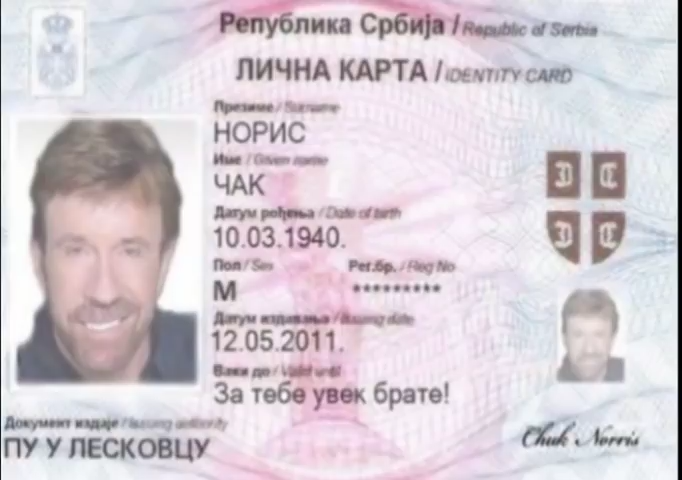 Република Србија / Republic of Serbia
ЛИЧНА КАРТА / IDENTITY CARD
Презиме / Surname
НОРИС
Име / Given name
ЧАК
Датум рођења / Date of birth
10.03.1940.
Пол / Sex Рег.бр. / Reg No
М *********
Датум издавања / Issuing date
12.05.2011.
Важи до / Valid until
За тебе увек брате!
Документ издаје / Issuing authority
ПУ У ЛЕСКОВЦУ
Chuk Norris